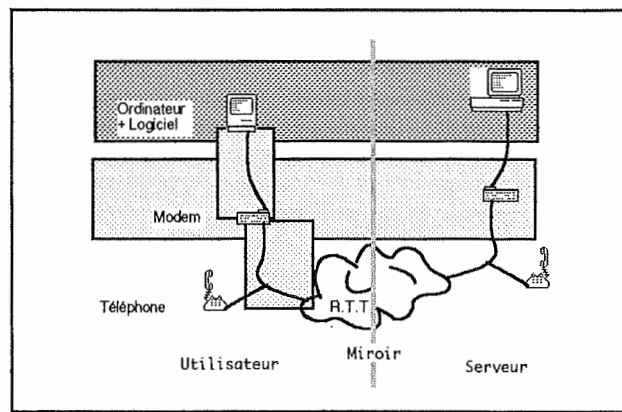 Ordinateur
+ Logiciel
Modem
Téléphone
R.T.T
Utilisateur
Miroir
Serveur